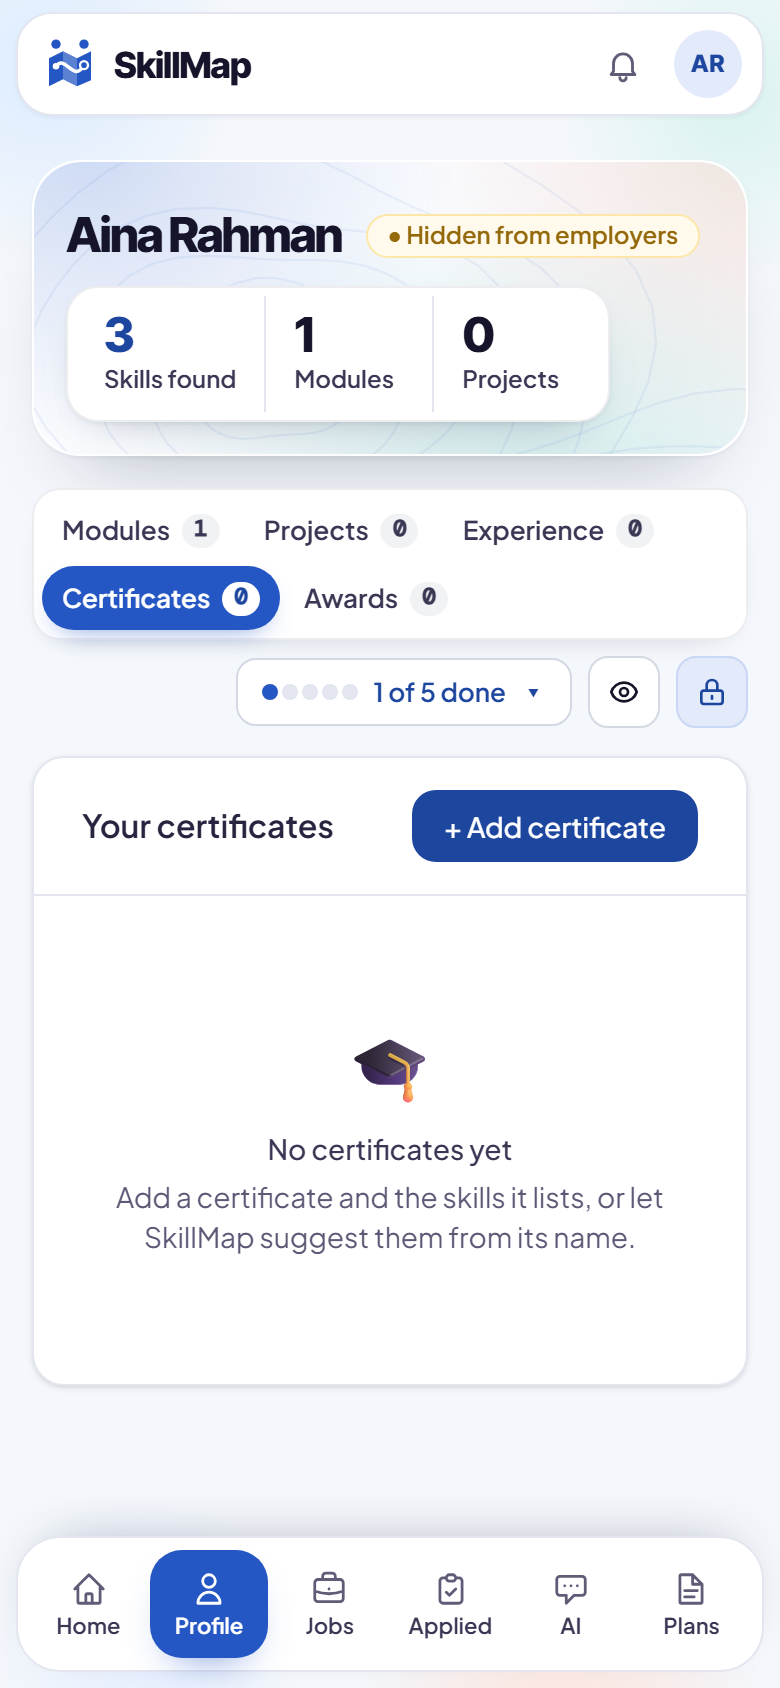 SkillMap
AR
Aina Rahman
Hidden from employers
3
Skills found
1
Modules
0
Projects
Modules 1
Projects 0
Experience 0
Certificates 0
Awards 0
1 of 5 done
Your certificates
+ Add certificate
No certificates yet
Add a certificate and the skills it lists, or let
SkillMap suggest them from its name.
Home
Profile
Jobs
Applied
AI
Plans